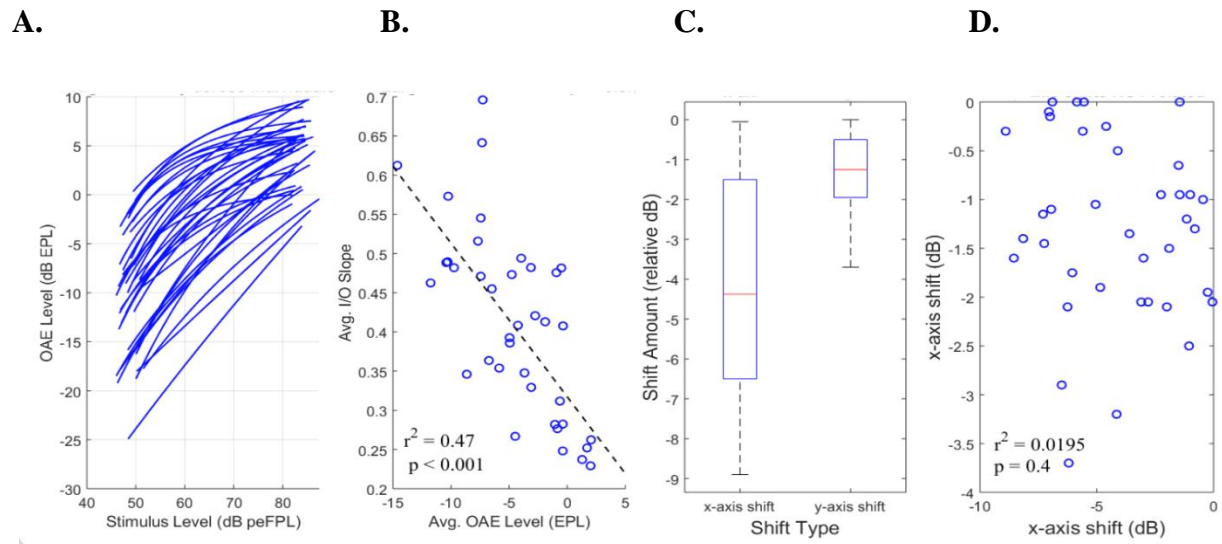 A.
B.
C.
D.
10
5
0
-5
-10
-15
-20
-25
-30
40
50
60
70
80
OAE Level (dB EPL)
Stimulus Level (dB peFPL)
0.7
0.65
0.6
0.55
0.5
0.45
0.4
0.35
0.3
0.25
0.2
-15
-10
-5
0
5
Avg. I/O Slope
r² = 0.47
p < 0.001
Avg. OAE Level (EPL)
0
-1
-2
-3
-4
-5
-6
-7
-8
-9
Shift Amount (relative dB)
x-axis shift
y-axis shift
Shift Type
0
-0.5
-1
-1.5
-2
-2.5
-3
-3.5
-4
-10
-5
0
x-axis shift (dB)
r² = 0.0195
p = 0.4
x-axis shift (dB)